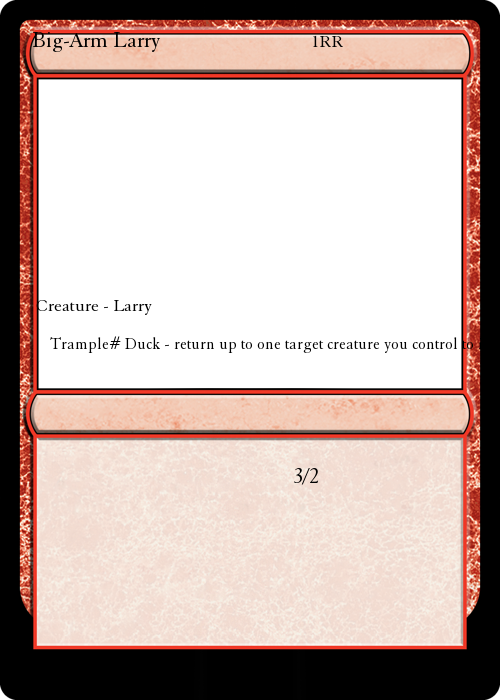 Big-Arm Larry 1RR
Creature - Larry
Trample# Duck - return up to one target creature you control to
3/2